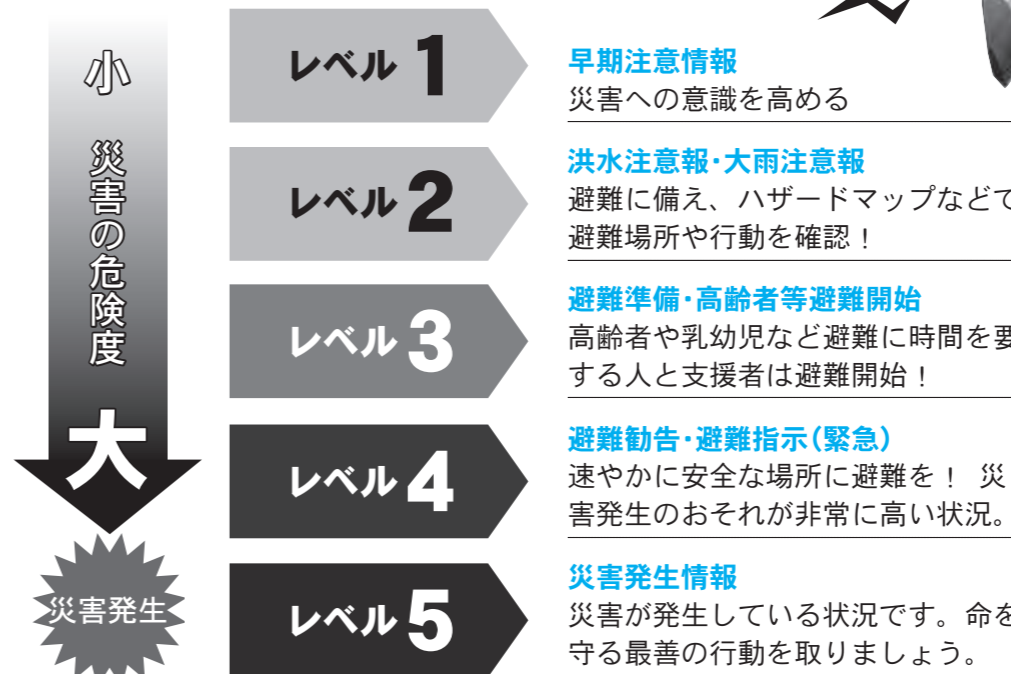 小 災害の危険度 大
災害発生
レベル 1
早期注意情報
災害への意識を高める
レベル 2
洪水注意報・大雨注意報
避難に備え、ハザードマップなどで
避難場所や行動を確認！
レベル 3
避難準備・高齢者等避難開始
高齢者や乳幼児など避難に時間を要
する人と支援者は避難開始！
レベル 4
避難勧告・避難指示（緊急）
速やかに安全な場所に避難を！ 災
害発生のおそれが非常に高い状況。
レベル 5
災害発生情報
災害が発生している状況です。命を
守る最善の行動を取りましょう。